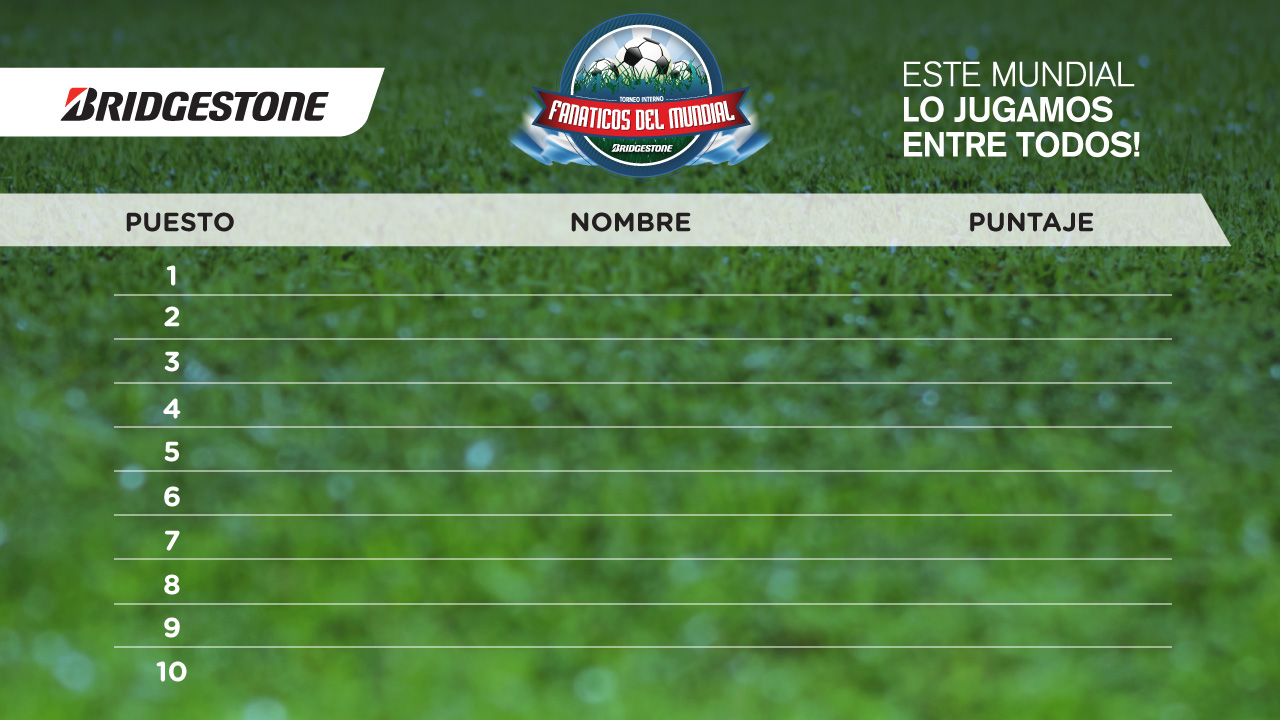 BRIDGESTONE
TORNEO INTERNO
FANATICOS DEL MUNDIAL
BRIDGESTONE
ESTE MUNDIAL
LO JUGAMOS
ENTRE TODOS!
PUESTO NOMBRE PUNTAJE
1
2
3
4
5
6
7
8
9
10